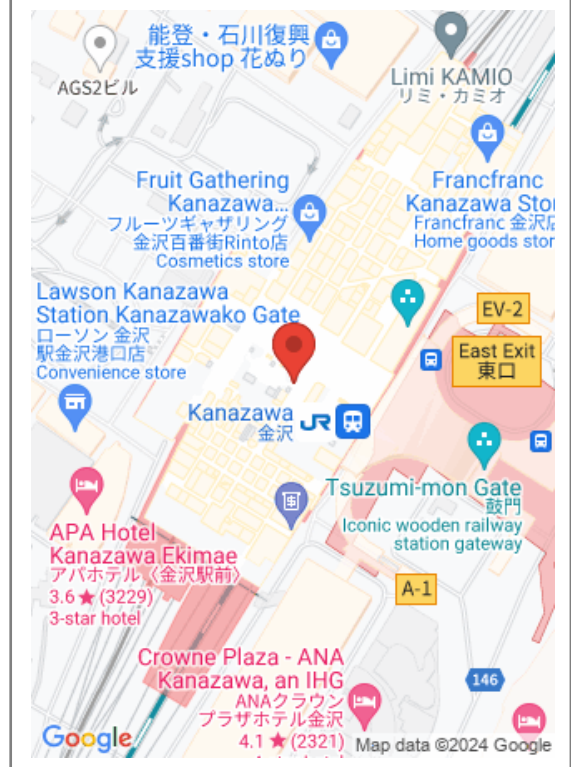 能登・石川復興
支援shop 花ぬり
AGS2ビル
Limi KAMIO
リミ・カミオ
Fruit Gathering
Kanazawa...
フルーツギャザリング
金沢百番街Rinto店
Cosmetics store
Francfranc
Kanazawa Stor
Francfranc 金沢店
Home goods stor
Lawson Kanazawa
Station Kanazawako Gate
ローソン 金沢
駅金沢港口店
Convenience store
EV-2
East Exit
東口
Kanazawa
金沢
JR
Tsuzumi-mon Gate
鼓門
Iconic wooden railway
station gateway
APA Hotel
Kanazawa Ekimae
アパホテル〈金沢駅前〉
3.6★(3229)
3-star hotel
A-1
Crowne Plaza - ANA
Kanazawa, an IHG
ANAクラウン
プラザホテル金沢
4.1★(2321)
146
Google
Map data ©2024 Google